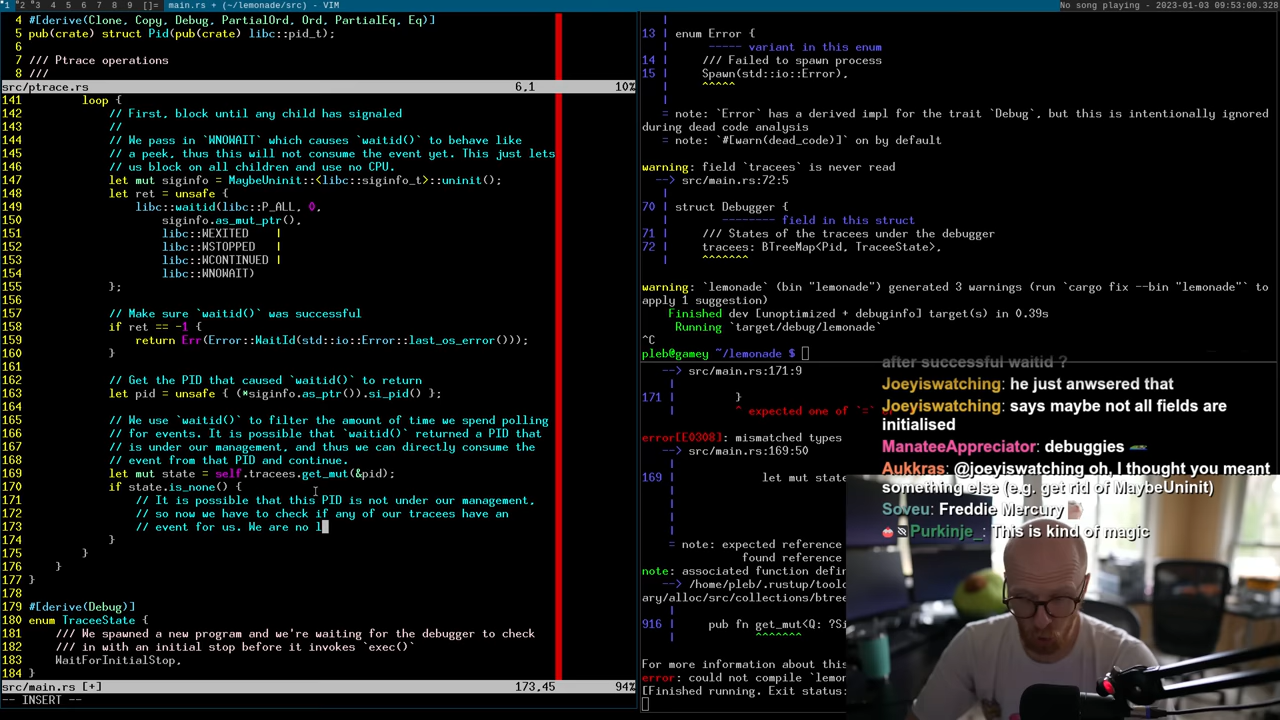 1 2 3 4 5 6 7 8 9 []= main.rs + (~/lemonade/src) - VIM
No song playing - 2023-01-03 09:53:00.328
4 #[derive(Clone, Copy, Debug, PartialOrd, Ord, PartialEq, Eq)]
5 pub(crate) struct Pid(pub(crate) libc::pid_t);
6
7 /// Ptrace operations
8 ///
src/ptrace.rs 6,1 10%
141 loop {
142 // First, block until any child has signaled
143 //
144 // We pass in `WNOWAIT` which causes `waitid()` to behave like
145 // a peek, thus this will not consume the event yet. This just lets
146 // us block on all children and use no CPU.
147 let mut siginfo = MaybeUninit::<libc::siginfo_t>::uninit();
148 let ret = unsafe {
149 libc::waitid(libc::P_ALL, 0,
150 siginfo.as_mut_ptr(),
151 libc::WEXITED |
152 libc::WSTOPPED |
153 libc::WCONTINUED |
154 libc::WNOWAIT)
155 };
156
157 // Make sure `waitid()` was successful
158 if ret == -1 {
159 return Err(Error::WaitId(std::io::Error::last_os_error()));
160 }
161
162 // Get the PID that caused `waitid()` to return
163 let pid = unsafe { (*siginfo.as_ptr()).si_pid() };
164
165 // We use `waitid()` to filter the amount of time we spend polling
166 // for events. It is possible that `waitid()` returned a PID that
167 // is under our management, and thus we can directly consume the
168 // event from that PID and continue.
169 let mut state = self.tracees.get_mut(&pid);
170 if state.is_none() {
171 // It is possible that this PID is not under our management,
172 // so now we have to check if any of our tracees have an
173 // event for us. We are no l
174 }
175 }
176 }
177 }
178
179 #[derive(Debug)]
180 enum TraceeState {
181 /// We spawned a new program and we're waiting for the debugger to check
182 /// in with an initial stop before it invokes `exec()`
183 WaitForInitialStop,
184 }
src/main.rs [+] 173,45 94%
-- INSERT --
13 | enum Error {
| ----- variant in this enum
14 | /// Failed to spawn process
15 | Spawn(std::io::Error),
| ^^^^^
|
= note: `Error` has a derived impl for the trait `Debug`, but this is intentionally ignored
during dead code analysis
= note: `#[warn(dead_code)]` on by default
warning: field `tracees` is never read
--> src/main.rs:72:5
|
70 | struct Debugger {
| -------- field in this struct
71 | /// States of the tracees under the debugger
72 | tracees: BTreeMap<Pid, TraceeState>,
| ^^^^^^^
warning: `lemonade` (bin "lemonade") generated 3 warnings (run `cargo fix --bin "lemonade"` to
apply 1 suggestion)
Finished dev [unoptimized + debuginfo] target(s) in 0.39s
Running `target/debug/lemonade`
^C
pleb@gamey ~/lemonade $
--> src/main.rs:171:9
|
171 | }
| ^ expected one of `=`
error[E0308]: mismatched types
--> src/main.rs:169:50
|
169 | let mut stat
|
|
|
|
= note: expected reference
found reference
note: associated function defin
--> /home/pleb/.rustup/toolc
ary/alloc/src/collections/btree
|
916 | pub fn get_mut<Q: ?Si
| ^^^^^^^
For more information about this
error: could not compile `lemon
[Finished running. Exit status:
after successful waitid ?
Joeyiswatching: he just anwsered that
Joeyiswatching: says maybe not all fields are
initialised
ManateeAppreciator: debuggies
Aukkras: @joeyiswatching oh, I thought you meant
something else (e.g. get rid of MaybeUninit)
Soveu: Freddie Mercury
Purkinje_: This is kind of magic